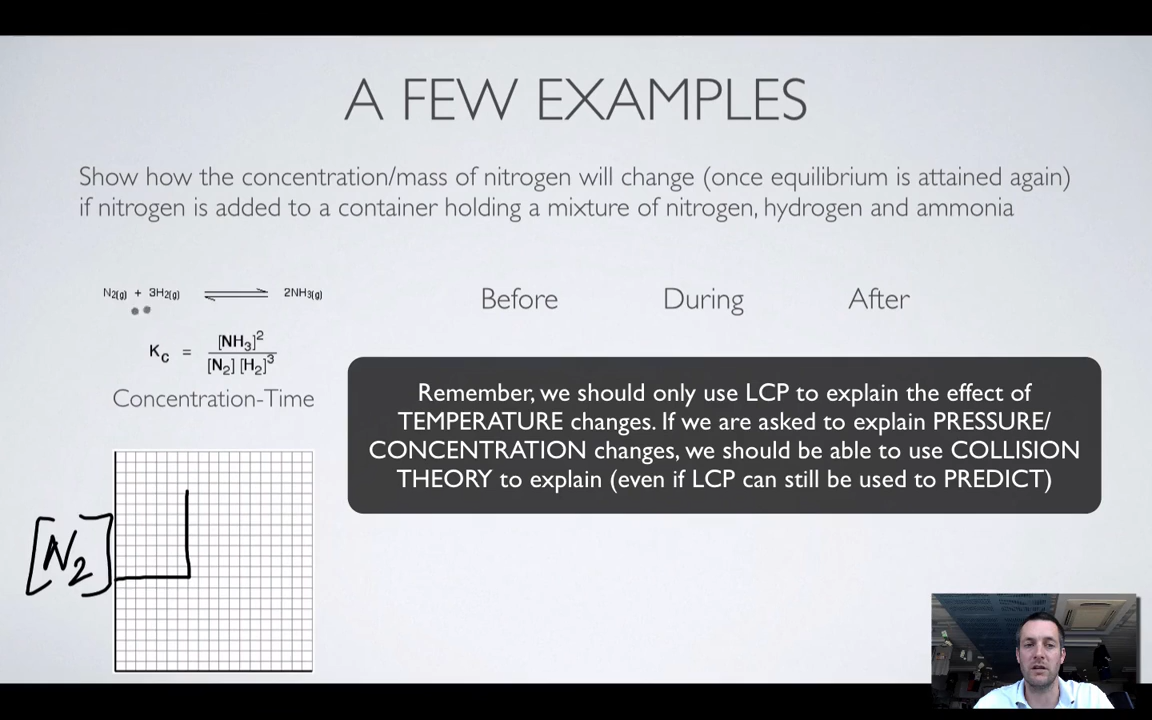 A FEW EXAMPLES
Show how the concentration/mass of nitrogen will change (once equilibrium is attained again)
if nitrogen is added to a container holding a mixture of nitrogen, hydrogen and ammonia
N2(g) + 3H2(g) ⇌ 2NH3(g)
Before During After
Kc = [NH3]² / [N2] [H2]³
Concentration-Time
Remember, we should only use LCP to explain the effect of
TEMPERATURE changes. If we are asked to explain PRESSURE/
CONCENTRATION changes, we should be able to use COLLISION
THEORY to explain (even if LCP can still be used to PREDICT)
[N2]